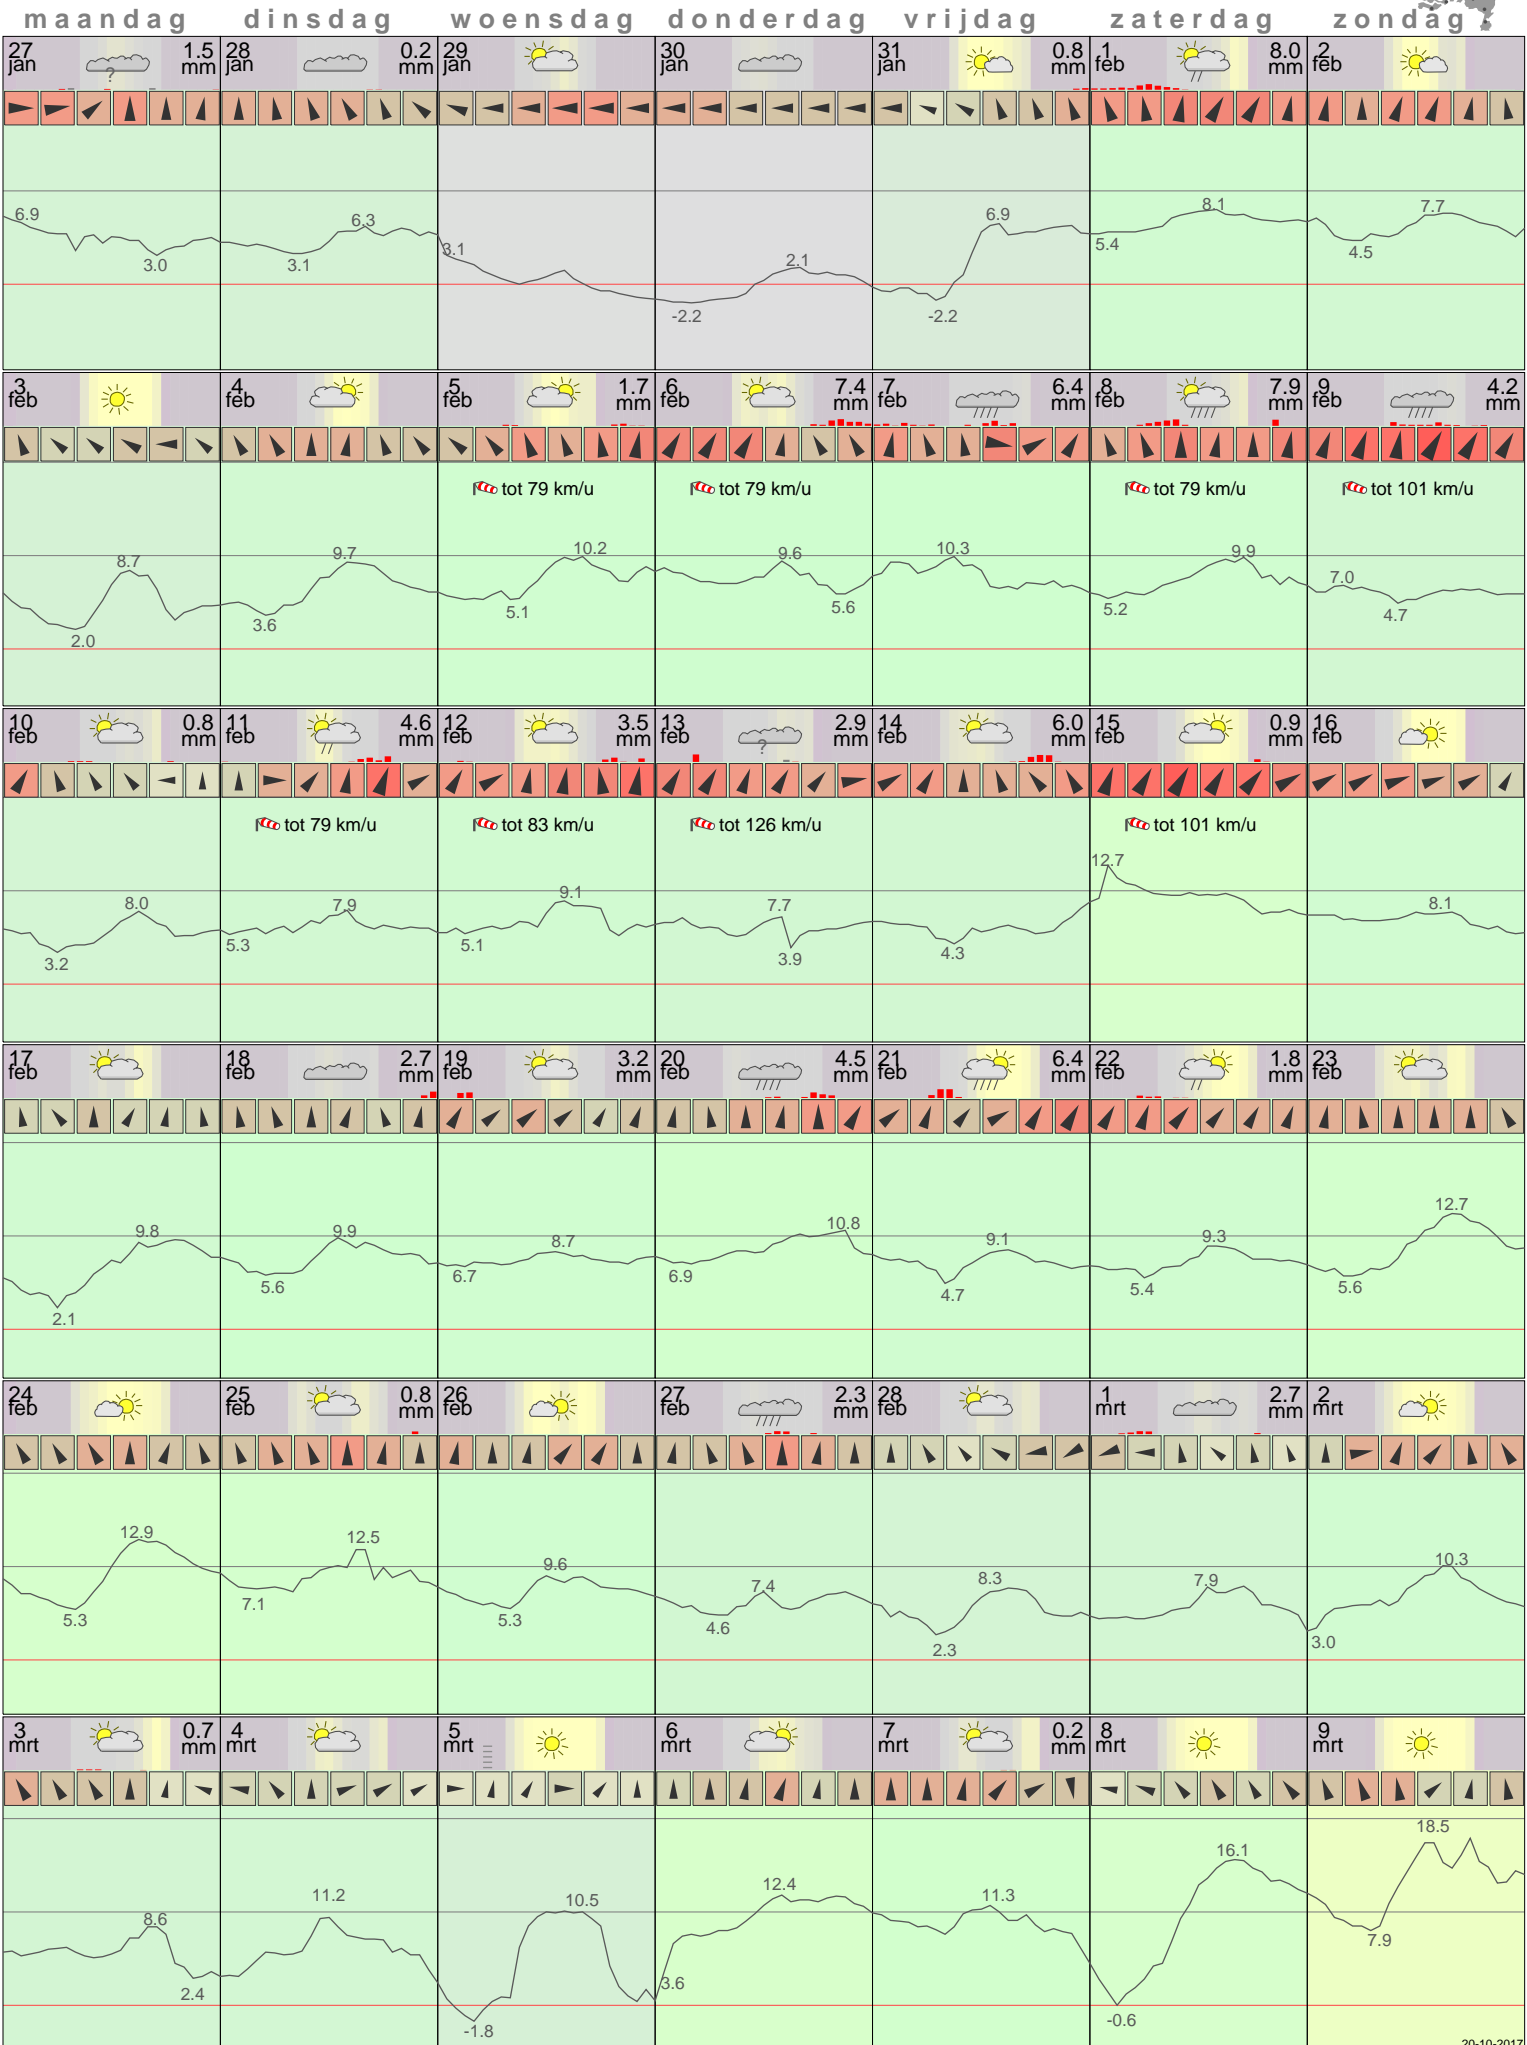 maandag dinsdag woensdag donderdag vrijdag zaterdag zondag
27 jan 1.5 mm 28 jan 0.2 mm 29 jan 30 jan 31 jan 0.8 mm 1 feb 8.0 mm 2 feb
?
6.9 3.0 3.1 6.3 3.1 -2.2 2.1 -2.2 6.9 5.4 8.1 4.5 7.7
3 feb 4 feb 5 feb 1.7 mm 6 feb 7.4 mm 7 feb 6.4 mm 8 feb 7.9 mm 9 feb 4.2 mm
tot 79 km/u tot 79 km/u tot 79 km/u tot 101 km/u
2.0 8.7 3.6 9.7 5.1 10.2 9.6 5.6 10.3 5.2 9.9 7.0 4.7
10 feb 0.8 mm 11 feb 4.6 mm 12 feb 3.5 mm 13 feb 2.9 mm 14 feb 6.0 mm 15 feb 0.9 mm 16 feb
?
tot 79 km/u tot 83 km/u tot 126 km/u tot 101 km/u
3.2 8.0 5.3 7.9 5.1 9.1 7.7 3.9 4.3 12.7 8.1
17 feb 18 feb 2.7 mm 19 feb 3.2 mm 20 feb 4.5 mm 21 feb 6.4 mm 22 feb 1.8 mm 23 feb
2.1 9.8 5.6 9.9 6.7 8.7 6.9 10.8 4.7 9.1 5.4 9.3 5.6 12.7
24 feb 25 feb 0.8 mm 26 feb 27 feb 2.3 mm 28 feb 1 mrt 2.7 mm 2 mrt
5.3 12.9 7.1 12.5 5.3 9.6 4.6 7.4 2.3 8.3 7.9 3.0 10.3
3 mrt 0.7 mm 4 mrt 5 mrt 6 mrt 7 mrt 0.2 mm 8 mrt 9 mrt
8.6 2.4 11.2 -1.8 10.5 3.6 12.4 11.3 -0.6 16.1 7.9 18.5
20-10-2017